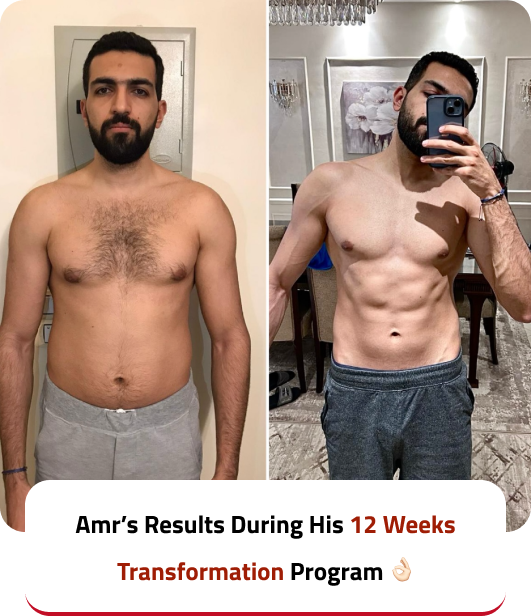 Amr's Results During His 12 Weeks
Transformation Program 👌🏻